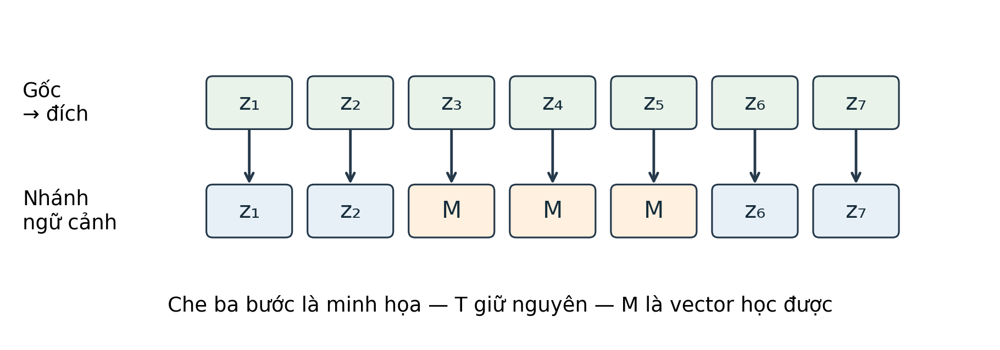 Gốc
→ đích
z₁ z₂ z₃ z₄ z₅ z₆ z₇
Nhánh
ngữ cảnh
z₁ z₂ M M M z₆ z₇
Che ba bước là minh họa — T giữ nguyên — M là vector học được